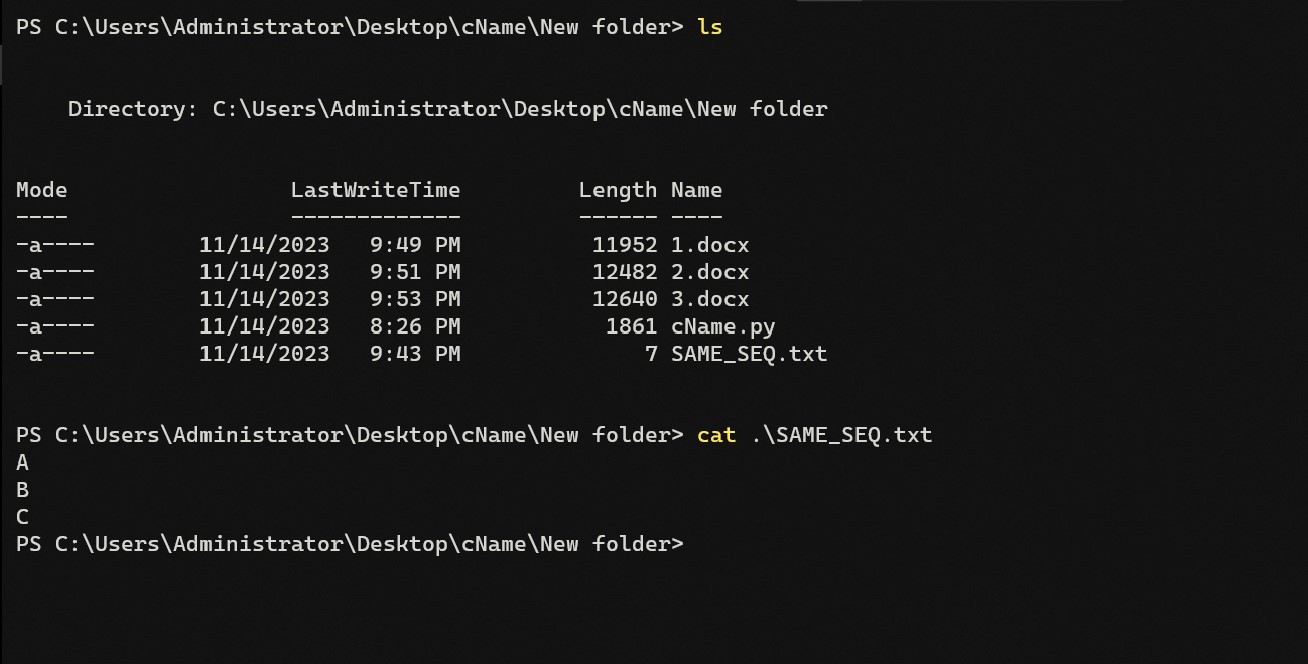 PS C:\Users\Administrator\Desktop\cName\New folder> ls
Directory: C:\Users\Administrator\Desktop\cName\New folder
Mode LastWriteTime Length Name
---- ------------- ------ ----
-a---- 11/14/2023 9:49 PM 11952 1.docx
-a---- 11/14/2023 9:51 PM 12482 2.docx
-a---- 11/14/2023 9:53 PM 12640 3.docx
-a---- 11/14/2023 8:26 PM 1861 cName.py
-a---- 11/14/2023 9:43 PM 7 SAME_SEQ.txt
PS C:\Users\Administrator\Desktop\cName\New folder> cat .\SAME_SEQ.txt
A
B
C
PS C:\Users\Administrator\Desktop\cName\New folder>